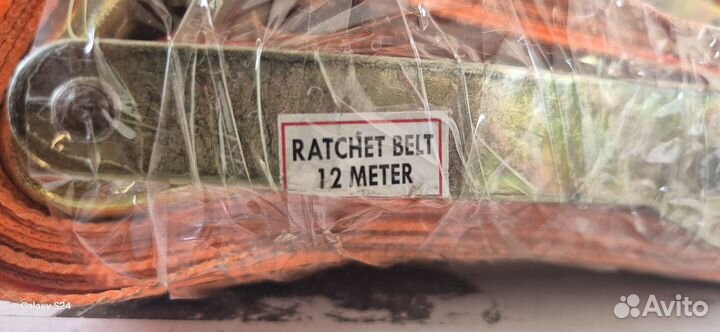 RATCHET BELT
12 METER
Galaxy S24
Avito